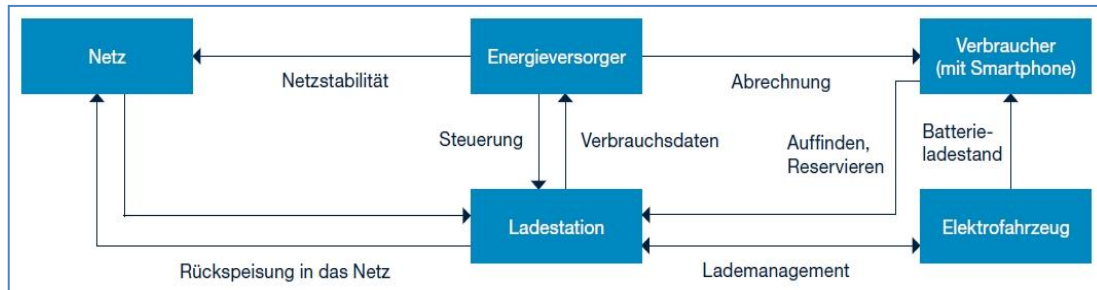 Netz
Energieversorger
Verbraucher
(mit Smartphone)
Netzstabilität
Abrechnung
Steuerung
Verbrauchsdaten
Auffinden,
Reservieren
Batterie-
ladestand
Ladestation
Elektrofahrzeug
Rückspeisung in das Netz
Lademanagement